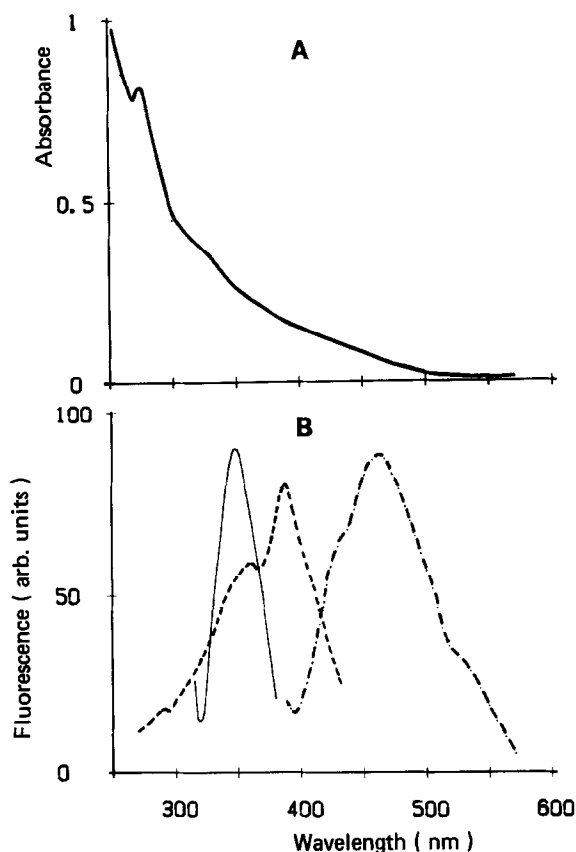 A
Absorbance
1
0.5
0
B
Fluorescence ( arb. units )
100
50
0
300 400 500 600
Wavelength ( nm )